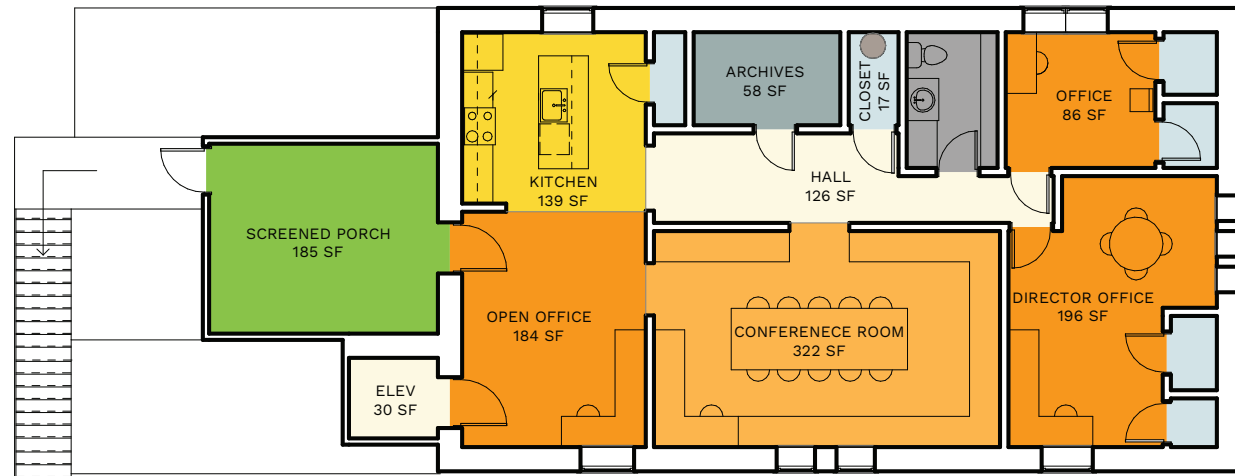 ARCHIVES
58 SF
CLOSET
17 SF
OFFICE
86 SF
KITCHEN
139 SF
HALL
126 SF
SCREENED PORCH
185 SF
OPEN OFFICE
184 SF
CONFERENECE ROOM
322 SF
DIRECTOR OFFICE
196 SF
ELEV
30 SF